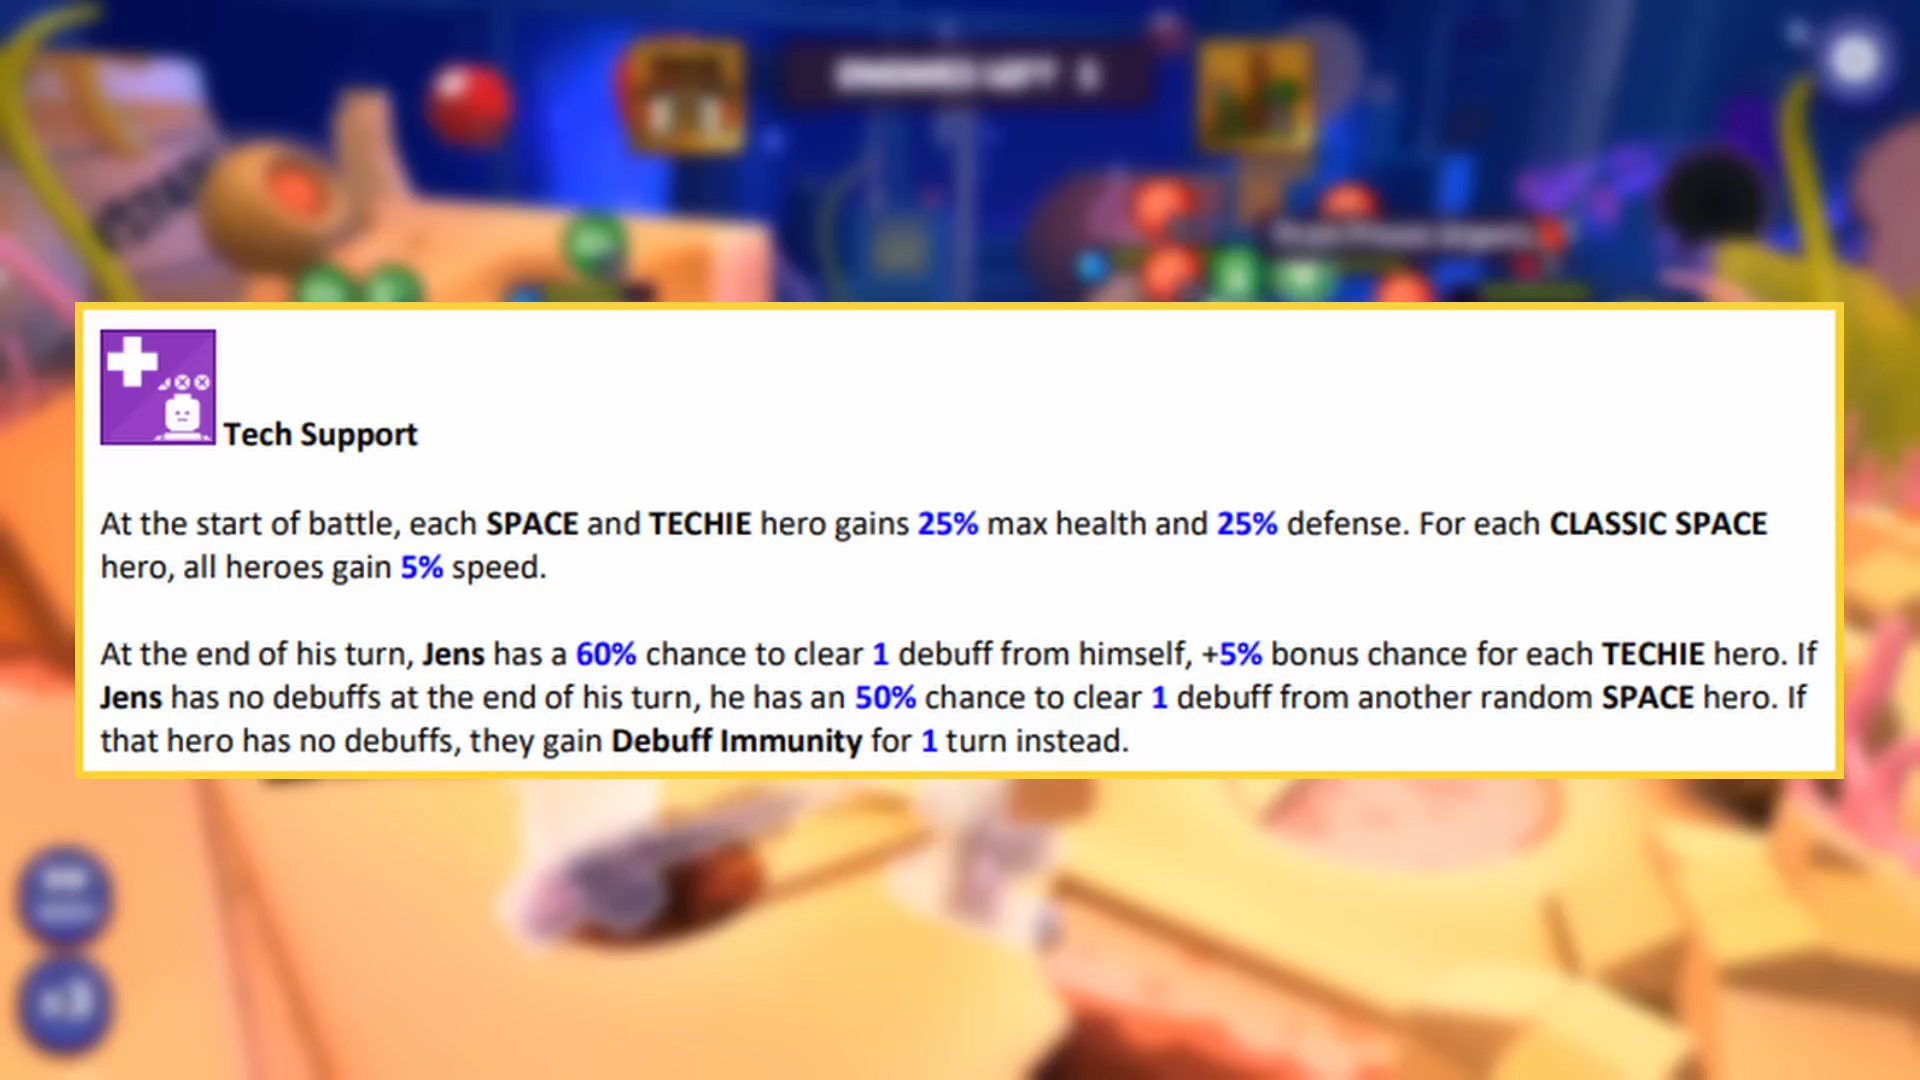 Tech Support
At the start of battle, each SPACE and TECHIE hero gains 25% max health and 25% defense. For each CLASSIC SPACE
hero, all heroes gain 5% speed.
At the end of his turn, Jens has a 60% chance to clear 1 debuff from himself, +5% bonus chance for each TECHIE hero. If
Jens has no debuffs at the end of his turn, he has an 50% chance to clear 1 debuff from another random SPACE hero. If
that hero has no debuffs, they gain Debuff Immunity for 1 turn instead.